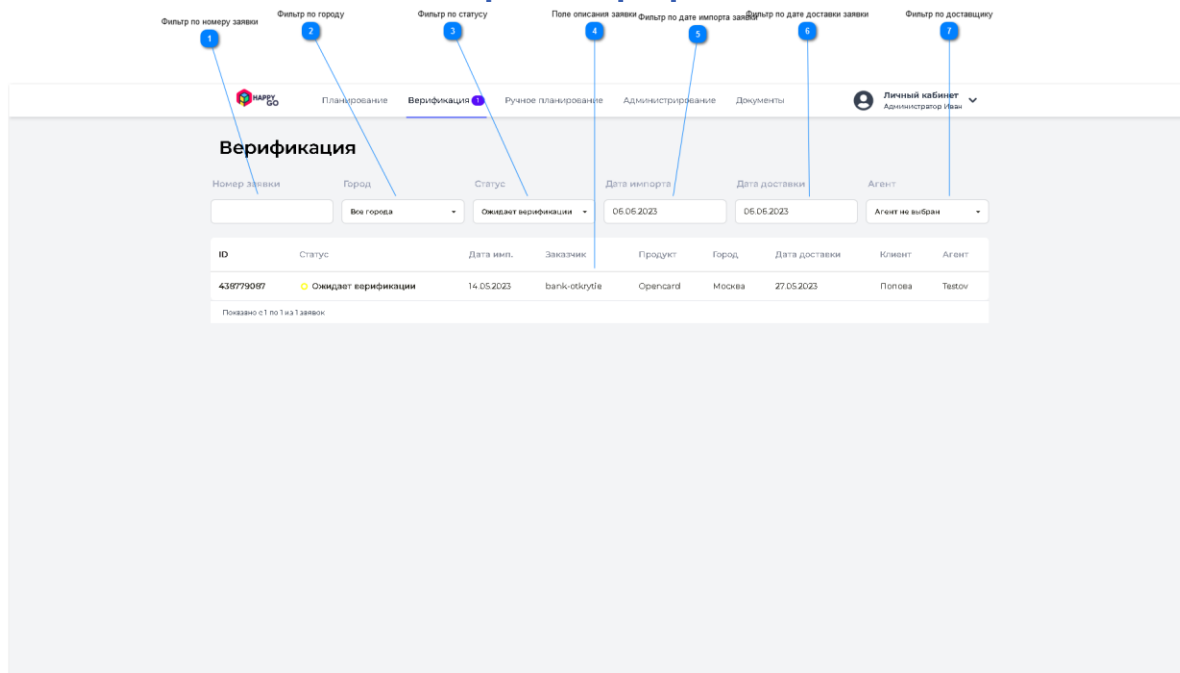 Фильтр по номеру заявки
Фильтр по городу
Фильтр по статусу
Поле описания заявки
Фильтр по дате импорта заявки
Фильтр по дате доставки заявки
Фильтр по доставщику
1
2
3
4
5
6
7
HAPPY GO
Планирование Верификация 1 Ручное планирование Администрирование Документы
Личный кабинет
Администратор Иван
Верификация
Номер заявки Город Статус Дата импорта Дата доставки Агент
Все города Ожидает верификации 06.06.2023 06.06.2023 Агент не выбран
ID Статус Дата имп. Заказчик Продукт Город Дата доставки Клиент Агент
438779087 Ожидает верификации 14.05.2023 bank-otkrytie Opencard Москва 27.05.2023 Попова Testov
Показано с 1 по 1 из 1 заявок